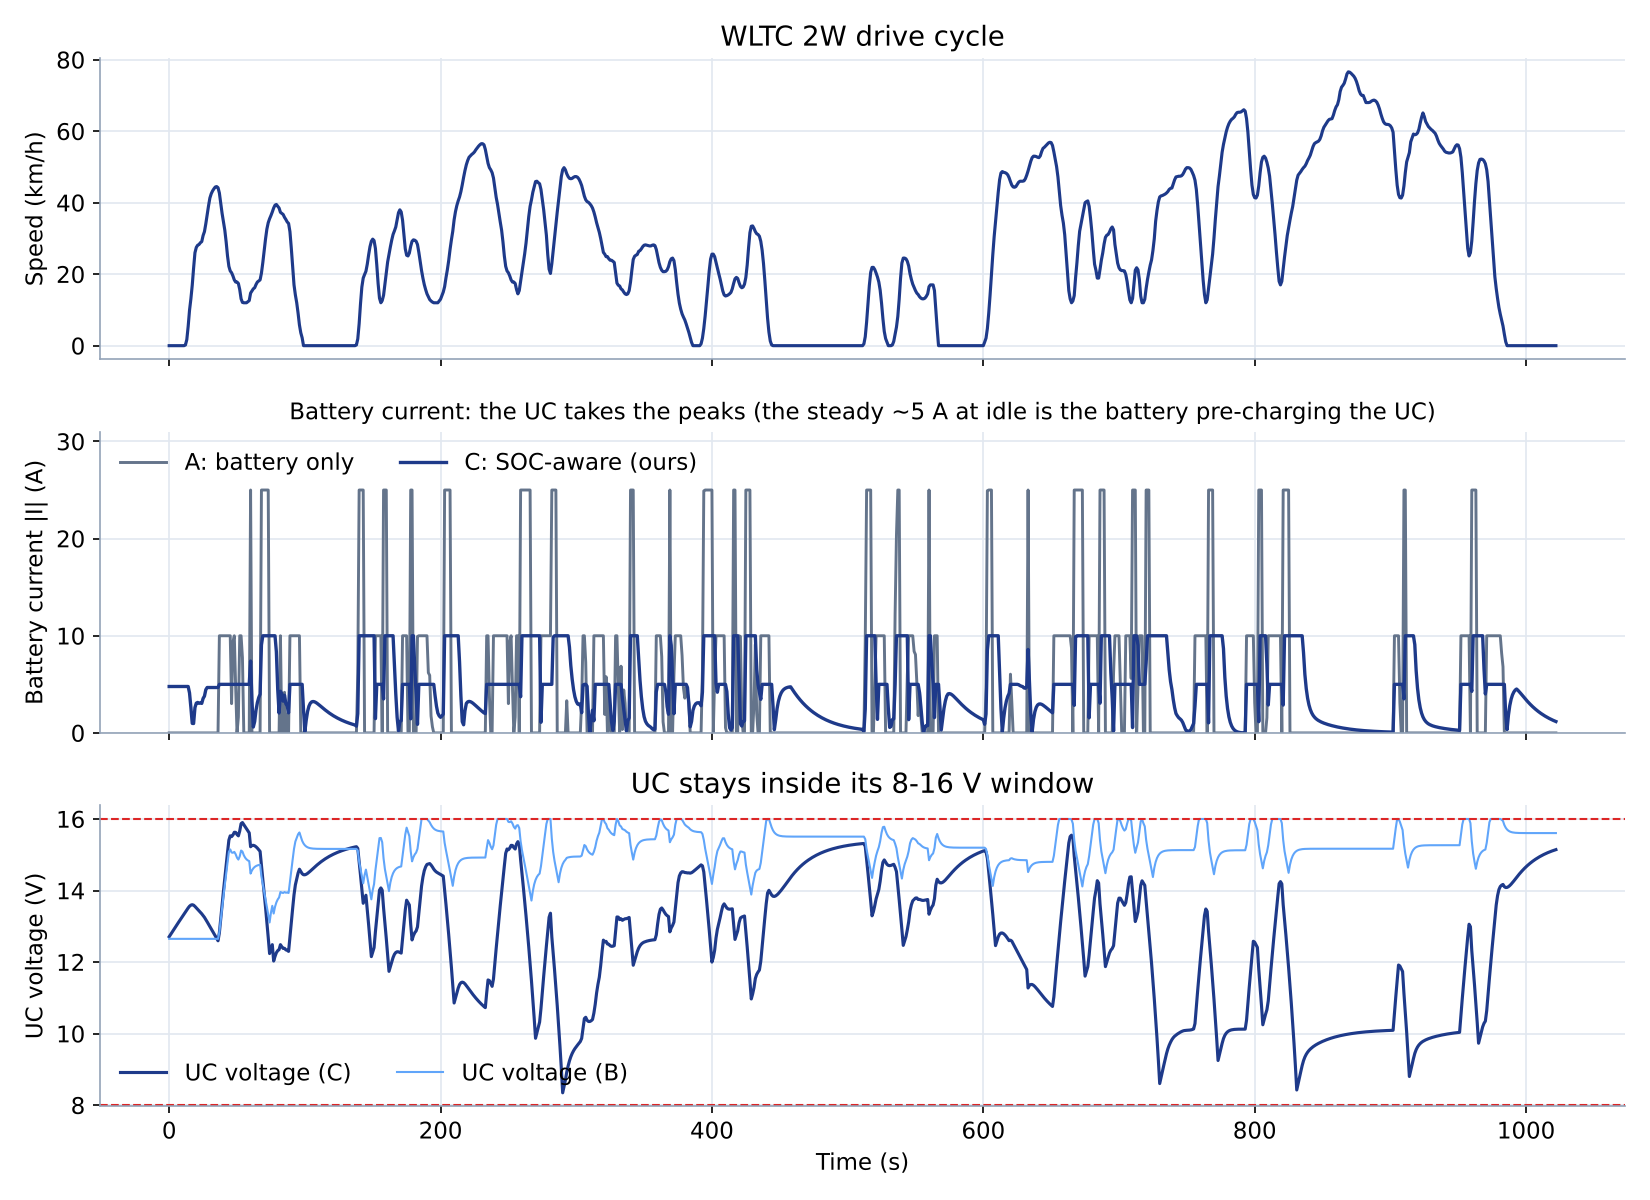 WLTC 2W drive cycle
80
60
40
20
0
Speed (km/h)
Battery current: the UC takes the peaks (the steady ~5 A at idle is the battery pre-charging the UC)
30
20
10
0
Battery current |I| (A)
A: battery only
C: SOC-aware (ours)
UC stays inside its 8-16 V window
16
14
12
10
8
UC voltage (V)
UC voltage (C)
UC voltage (B)
0 200 400 600 800 1000
Time (s)